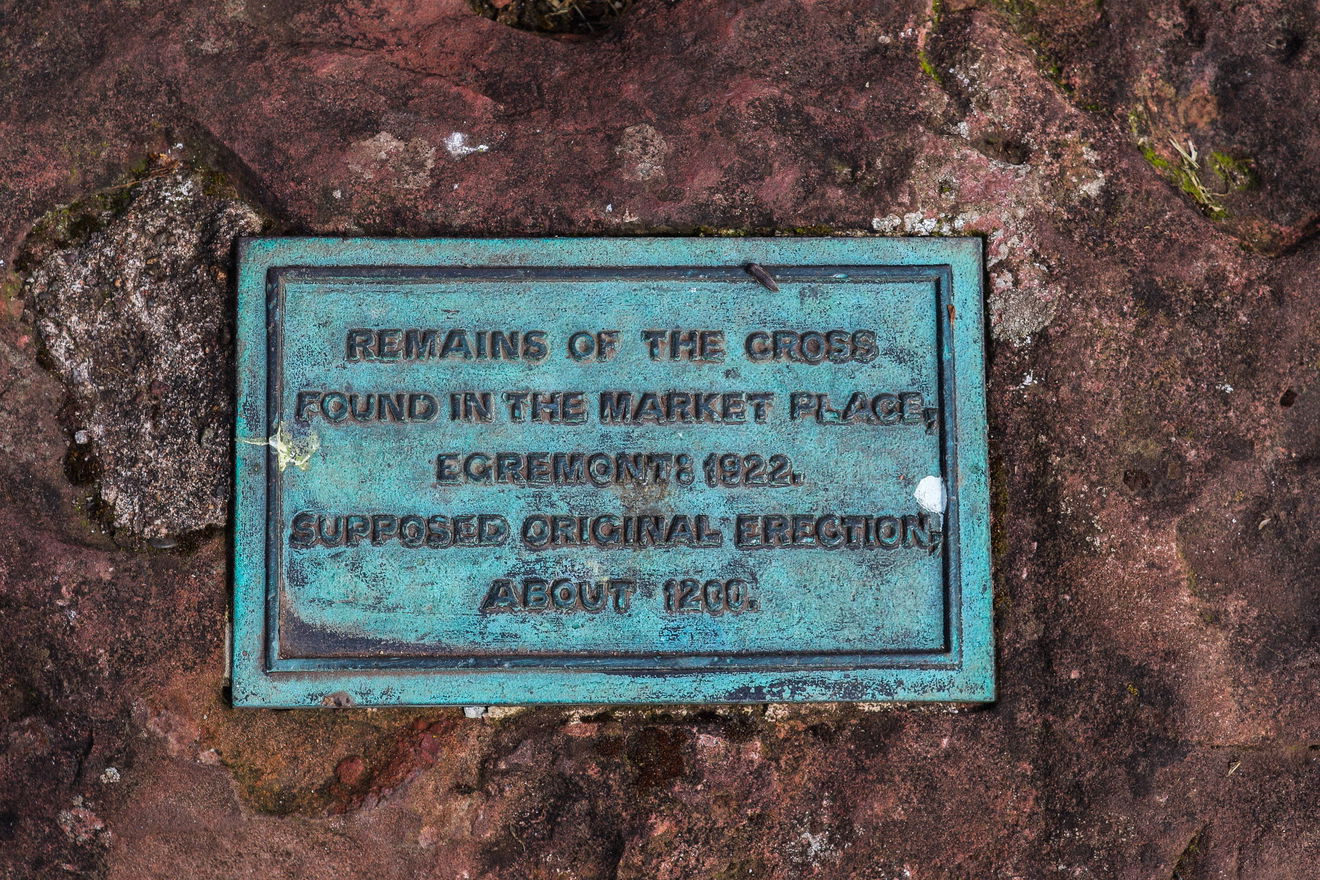 REMAINS OF THE CROSS
FOUND IN THE MARKET PLACE,
EGREMONT: 1922.
SUPPOSED ORIGINAL ERECTION,
ABOUT 1200.